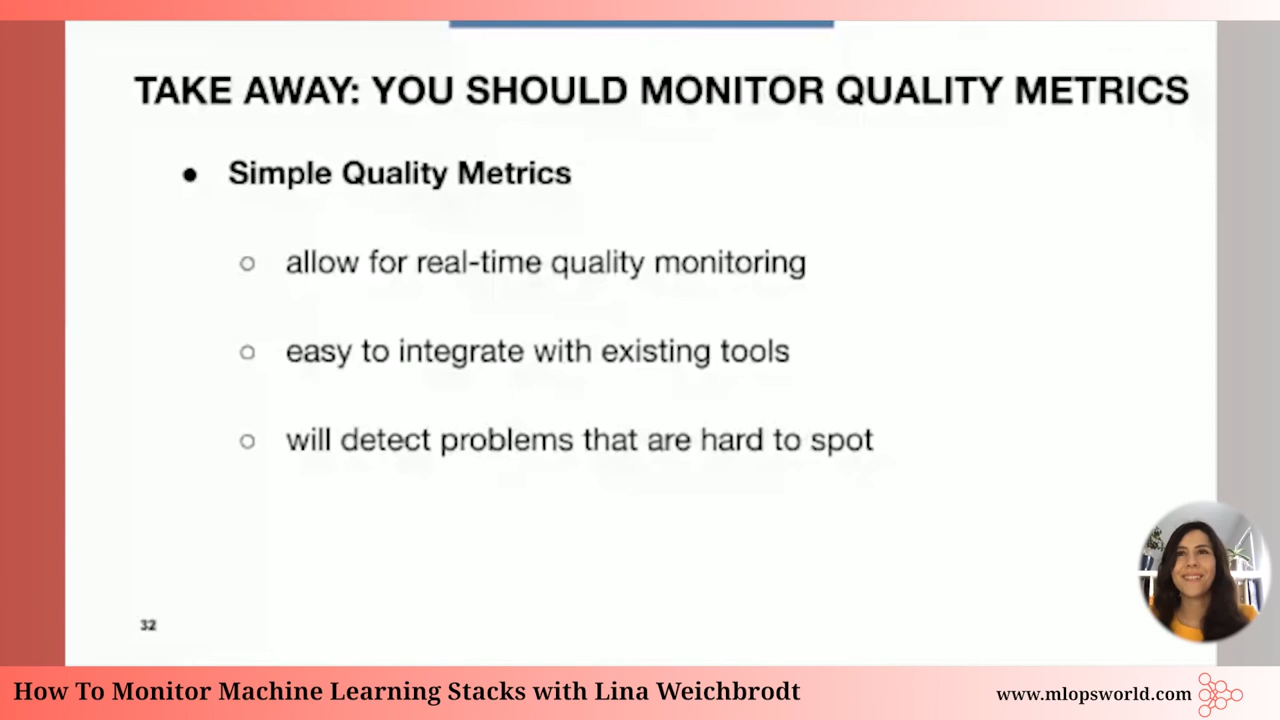 TAKE AWAY: YOU SHOULD MONITOR QUALITY METRICS
● Simple Quality Metrics
○ allow for real-time quality monitoring
○ easy to integrate with existing tools
○ will detect problems that are hard to spot
32
How To Monitor Machine Learning Stacks with Lina Weichbrodt
www.mlopsworld.com